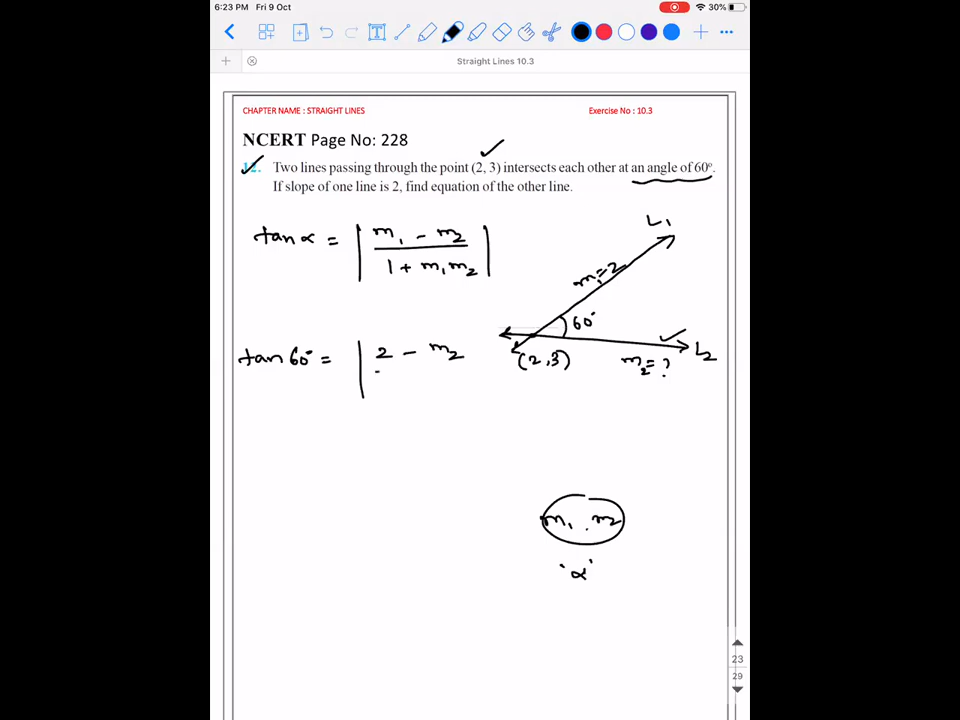 6:23 PM Fri 9 Oct 30%
Straight Lines 10.3
CHAPTER NAME : STRAIGHT LINES Exercise No : 10.3
NCERT Page No: 228
12. Two lines passing through the point (2, 3) intersects each other at an angle of 60°.
If slope of one line is 2, find equation of the other line.
L₁
tan α = | m₁ - m₂ / 1 + m₁m₂ |
m₁ = 2
60°
tan 60° = | 2 - m₂
(2,3) m₂ = ? L₂
m₁ . m₂
'α'
23
29